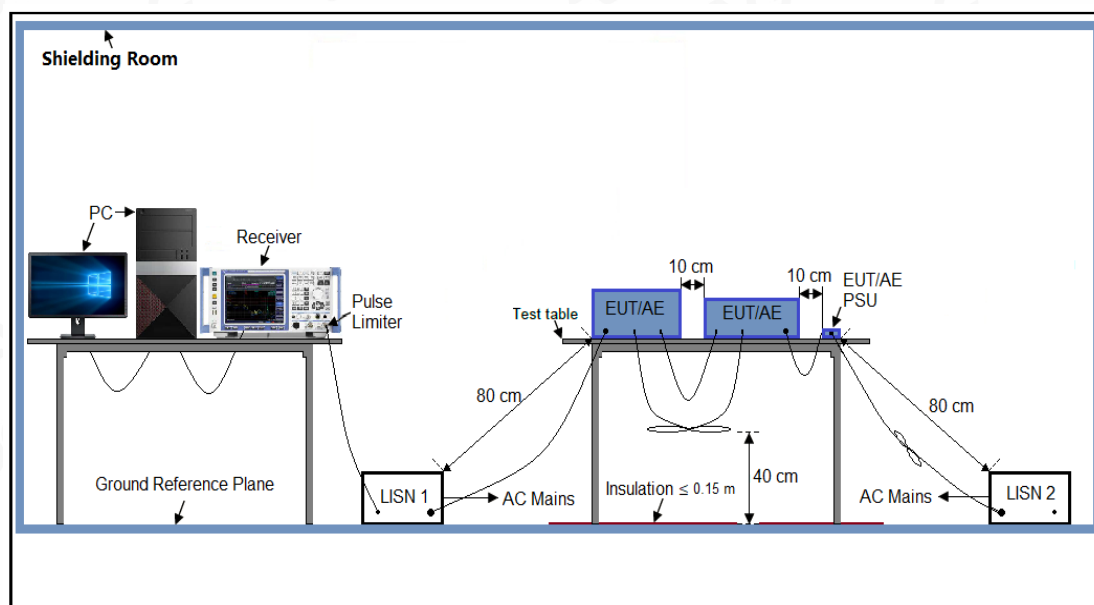 Shielding Room
PC
Receiver
Pulse
Limiter
10 cm
10 cm
EUT/AE
PSU
EUT/AE
EUT/AE
Test table
80 cm
80 cm
40 cm
Ground Reference Plane
LISN 1
AC Mains
Insulation ≤ 0.15 m
AC Mains
LISN 2